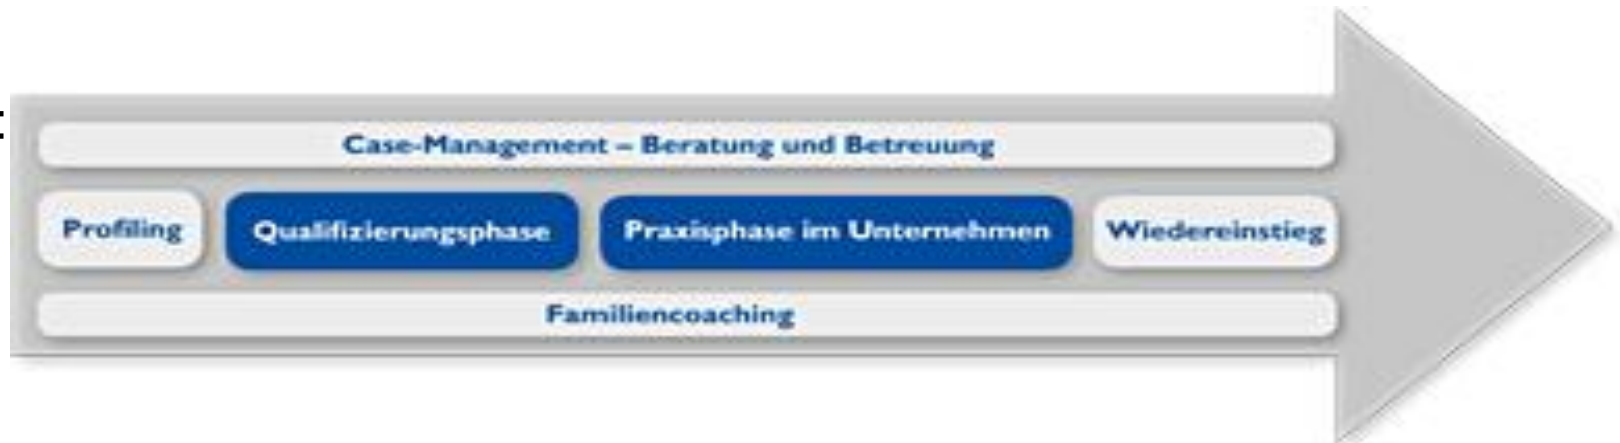 :
Case-Management – Beratung und Betreuung
Profiling Qualifizierungsphase Praxisphase im Unternehmen Wiedereinstieg
Familiencoaching